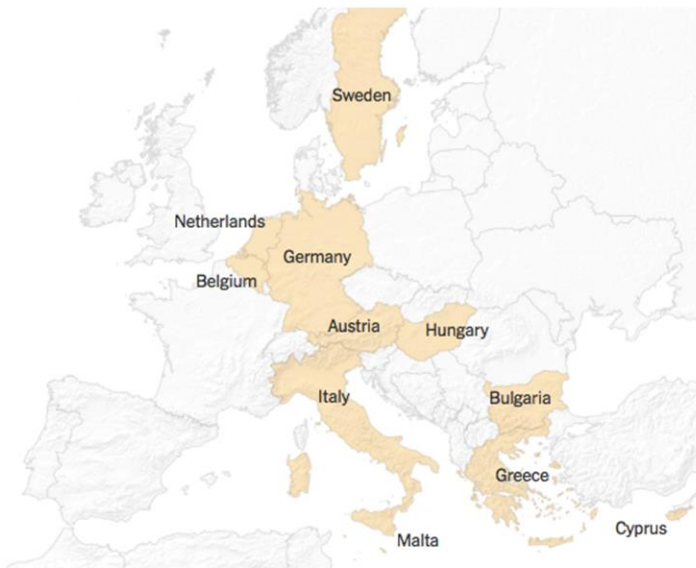 Sweden
Netherlands
Germany
Belgium
Austria
Hungary
Italy
Bulgaria
Greece
Cyprus
Malta